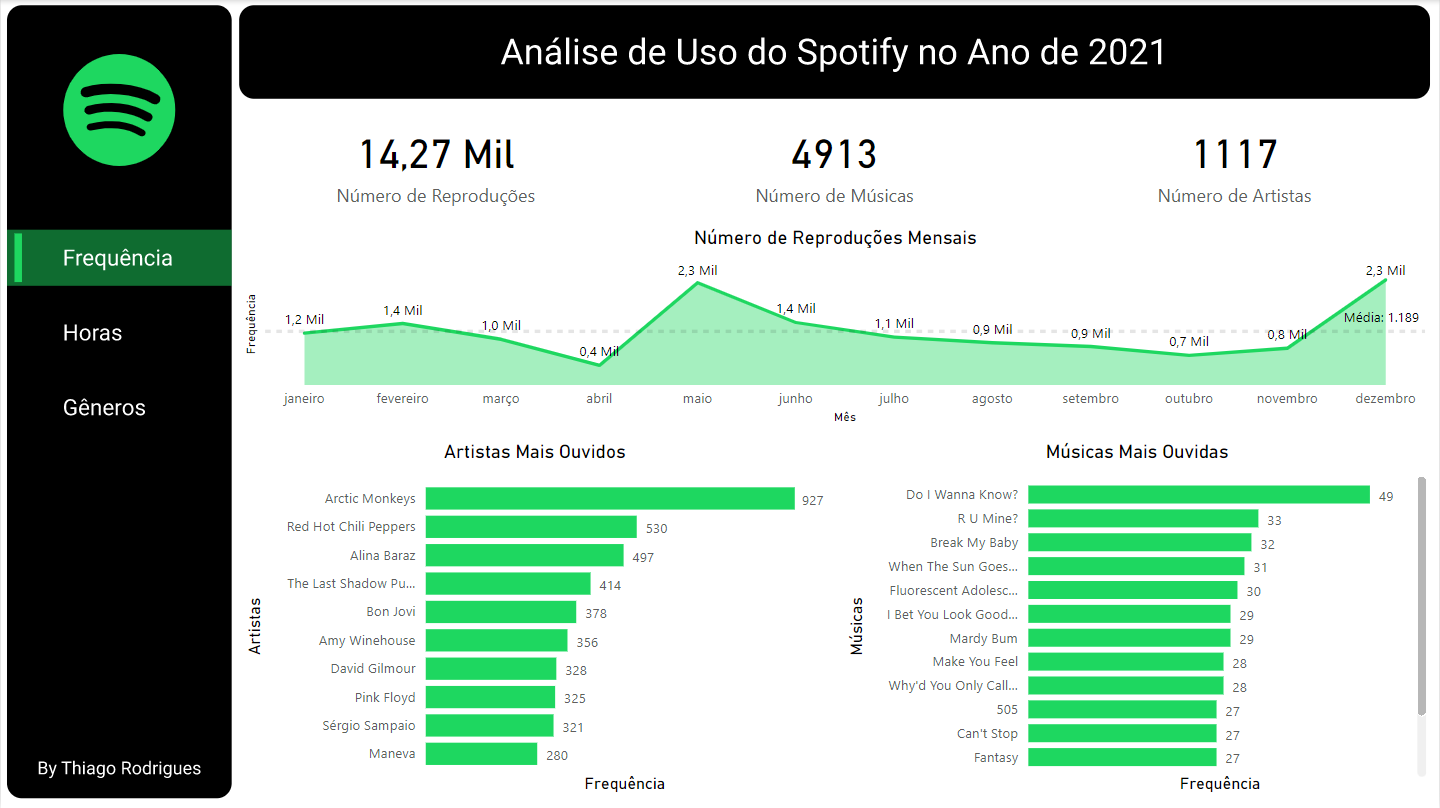 Análise de Uso do Spotify no Ano de 2021
Frequência
Horas
Gêneros
By Thiago Rodrigues
14,27 Mil
Número de Reproduções
4913
Número de Músicas
1117
Número de Artistas
Número de Reproduções Mensais
Frequência
1,2 Mil
1,4 Mil
1,0 Mil
0,4 Mil
2,3 Mil
1,4 Mil
1,1 Mil
0,9 Mil
0,9 Mil
0,7 Mil
0,8 Mil
2,3 Mil
Média: 1.189
janeiro fevereiro março abril maio junho julho agosto setembro outubro novembro dezembro
Mês
Artistas Mais Ouvidos
Artistas
Arctic Monkeys 927
Red Hot Chili Peppers 530
Alina Baraz 497
The Last Shadow Pu... 414
Bon Jovi 378
Amy Winehouse 356
David Gilmour 328
Pink Floyd 325
Sérgio Sampaio 321
Maneva 280
Frequência
Músicas Mais Ouvidas
Músicas
Do I Wanna Know? 49
R U Mine? 33
Break My Baby 32
When The Sun Goes... 31
Fluorescent Adolesc... 30
I Bet You Look Good... 29
Mardy Bum 29
Make You Feel 28
Why'd You Only Call... 28
505 27
Can't Stop 27
Fantasy 27
Frequência